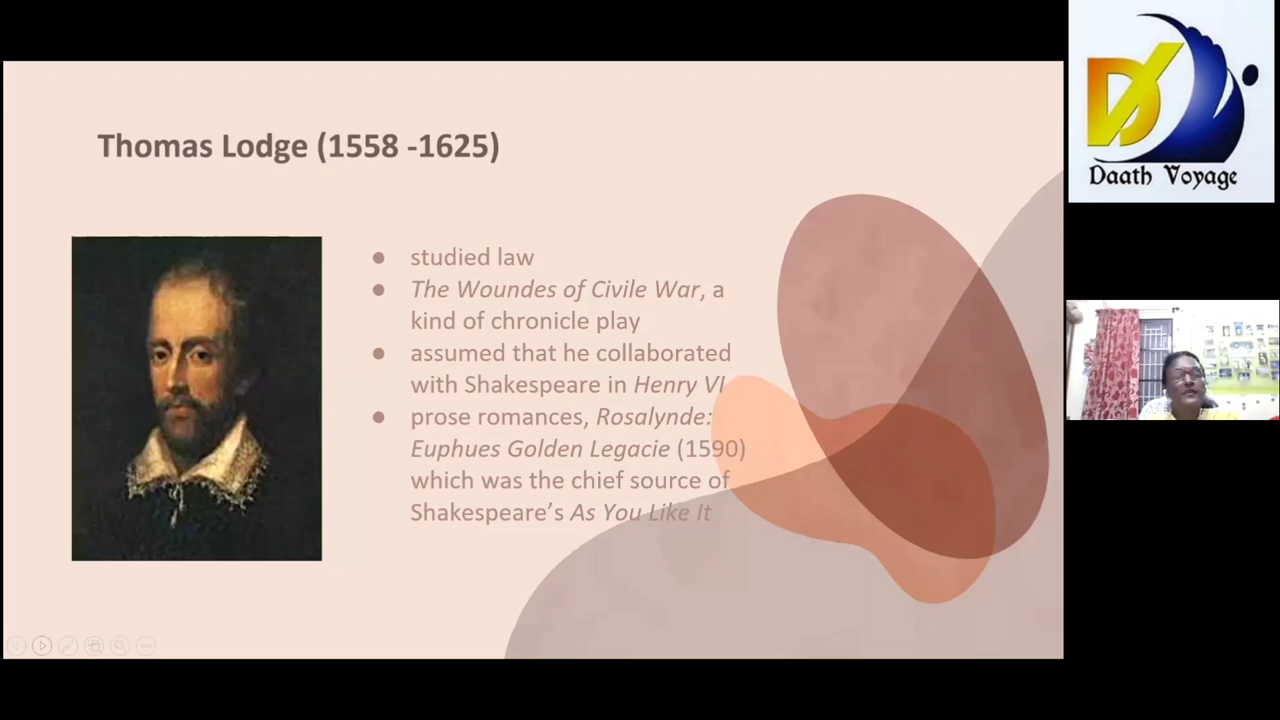 Thomas Lodge (1558 -1625)
● studied law
● The Woundes of Civile War, a
kind of chronicle play
● assumed that he collaborated
with Shakespeare in Henry VI
● prose romances, Rosalynde:
Euphues Golden Legacie (1590)
which was the chief source of
Shakespeare’s As You Like It
D
Daath Voyage